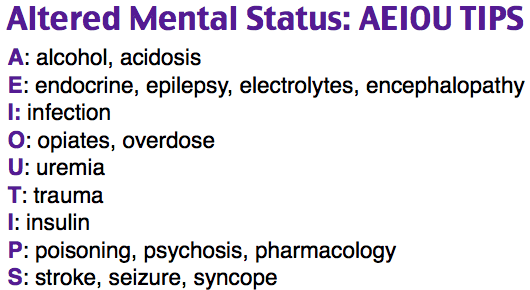 Altered Mental Status: AEIOU TIPS
A: alcohol, acidosis
E: endocrine, epilepsy, electrolytes, encephalopathy
I: infection
O: opiates, overdose
U: uremia
T: trauma
I: insulin
P: poisoning, psychosis, pharmacology
S: stroke, seizure, syncope